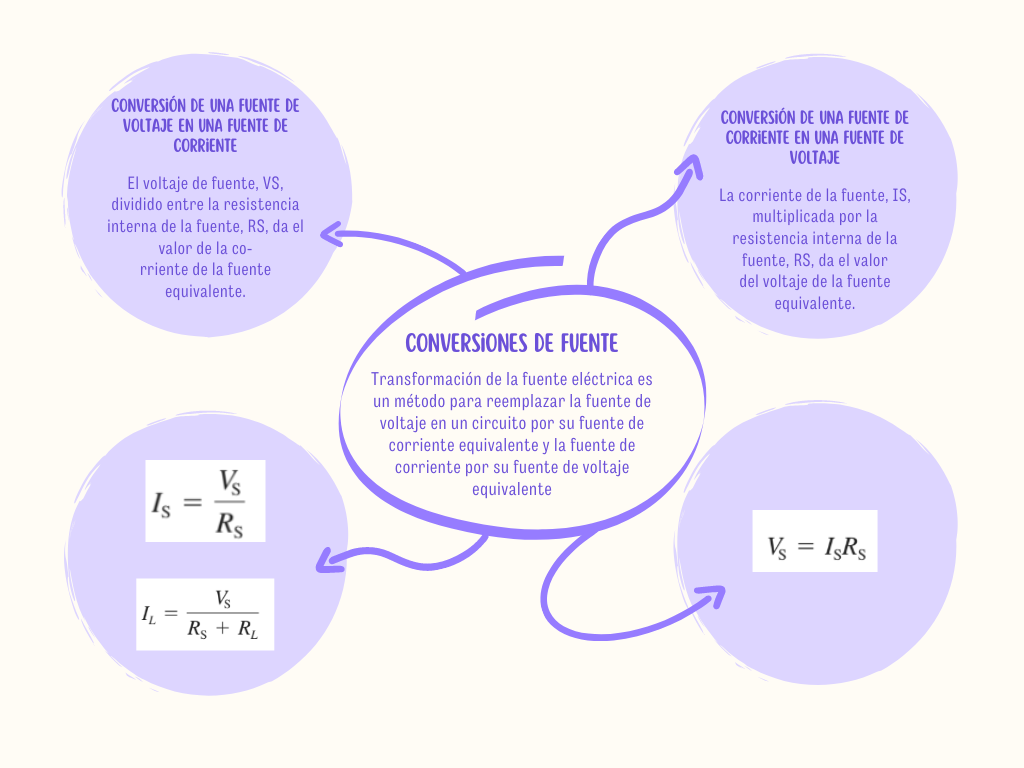 CONVERSIÓN DE UNA FUENTE DE
VOLTAJE EN UNA FUENTE DE
CORRIENTE
El voltaje de fuente, VS,
dividido entre la resistencia
interna de la fuente, RS, da el
valor de la co-
rriente de la fuente
equivalente.
CONVERSIÓN DE UNA FUENTE DE
CORRIENTE EN UNA FUENTE DE
VOLTAJE
La corriente de la fuente, IS,
multiplicada por la
resistencia interna de la
fuente, RS, da el valor
del voltaje de la fuente
equivalente.
CONVERSIONES DE FUENTE
Transformación de la fuente eléctrica es
un método para reemplazar la fuente de
voltaje en un circuito por su fuente de
corriente equivalente y la fuente de
corriente por su fuente de voltaje
equivalente
I_S = V_S / R_S
I_L = V_S / (R_S + R_L)
V_S = I_S R_S